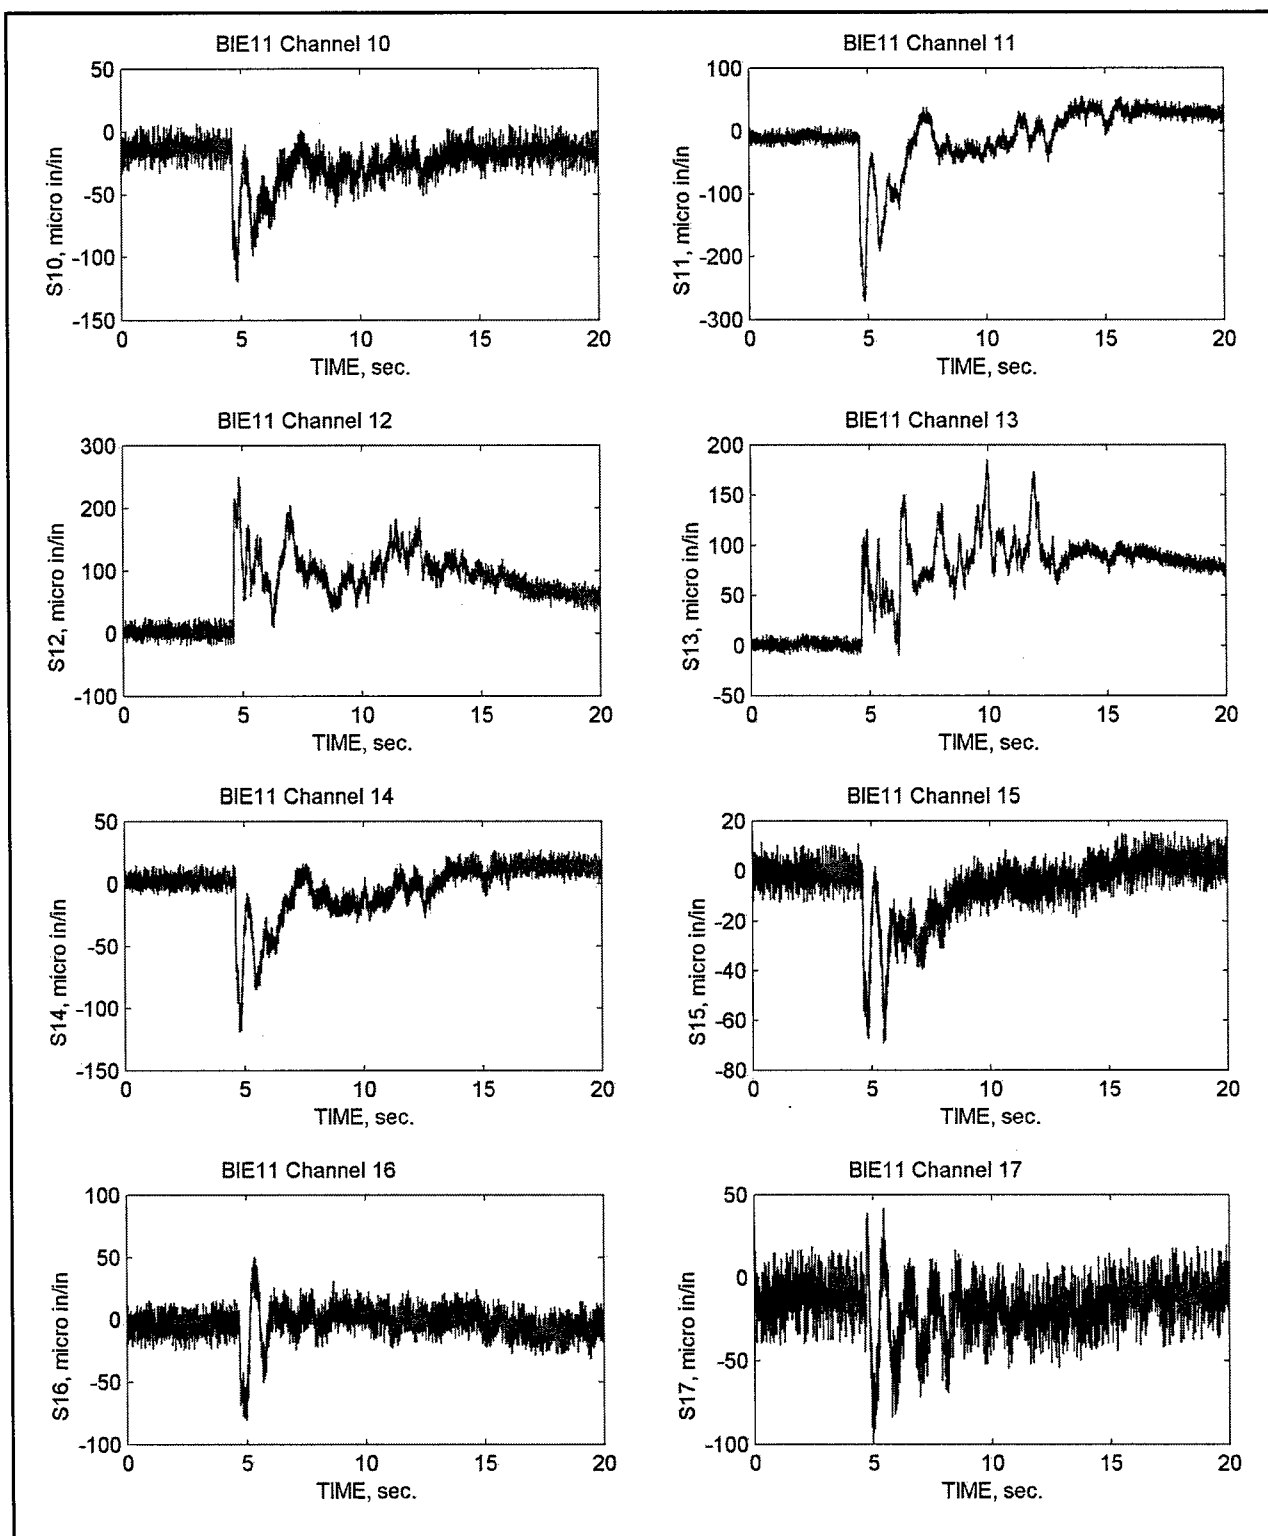 BIE11 Channel 10
50
0
-50
-100
-150
S10, micro in/in
0 5 10 15 20
TIME, sec.
BIE11 Channel 11
100
0
-100
-200
-300
S11, micro in/in
0 5 10 15 20
TIME, sec.
BIE11 Channel 12
300
200
100
0
-100
S12, micro in/in
0 5 10 15 20
TIME, sec.
BIE11 Channel 13
200
150
100
50
0
-50
S13, micro in/in
0 5 10 15 20
TIME, sec.
BIE11 Channel 14
50
0
-50
-100
-150
S14, micro in/in
0 5 10 15 20
TIME, sec.
BIE11 Channel 15
20
0
-20
-40
-60
-80
S15, micro in/in
0 5 10 15 20
TIME, sec.
BIE11 Channel 16
100
50
0
-50
-100
S16, micro in/in
0 5 10 15 20
TIME, sec.
BIE11 Channel 17
50
0
-50
-100
S17, micro in/in
0 5 10 15 20
TIME, sec.